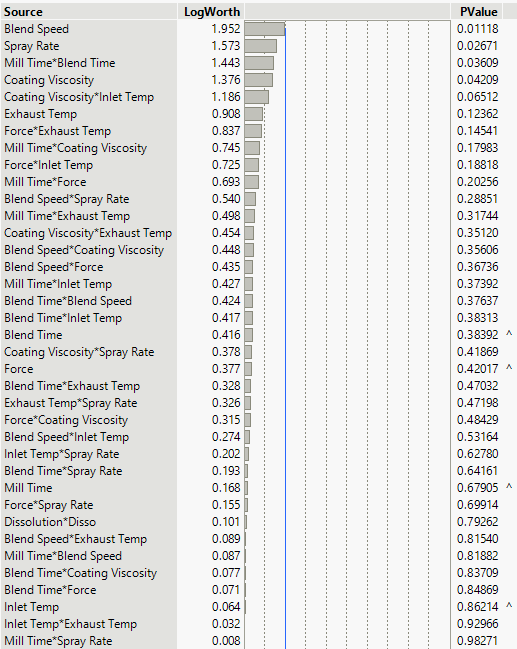 Source LogWorth PValue
Blend Speed 1.952 0.01118
Spray Rate 1.573 0.02671
Mill Time*Blend Time 1.443 0.03609
Coating Viscosity 1.376 0.04209
Coating Viscosity*Inlet Temp 1.186 0.06512
Exhaust Temp 0.908 0.12362
Force*Exhaust Temp 0.837 0.14541
Mill Time*Coating Viscosity 0.745 0.17983
Force*Inlet Temp 0.725 0.18818
Mill Time*Force 0.693 0.20256
Blend Speed*Spray Rate 0.540 0.28851
Mill Time*Exhaust Temp 0.498 0.31744
Coating Viscosity*Exhaust Temp 0.454 0.35120
Blend Speed*Coating Viscosity 0.448 0.35606
Blend Speed*Force 0.435 0.36736
Mill Time*Inlet Temp 0.427 0.37392
Blend Time*Blend Speed 0.424 0.37637
Blend Time*Inlet Temp 0.417 0.38313
Blend Time 0.416 0.38392 ^
Coating Viscosity*Spray Rate 0.378 0.41869
Force 0.377 0.42017 ^
Blend Time*Exhaust Temp 0.328 0.47032
Exhaust Temp*Spray Rate 0.326 0.47198
Force*Coating Viscosity 0.315 0.48429
Blend Speed*Inlet Temp 0.274 0.53164
Inlet Temp*Spray Rate 0.202 0.62780
Blend Time*Spray Rate 0.193 0.64161
Mill Time 0.168 0.67905 ^
Force*Spray Rate 0.155 0.69914
Dissolution*Disso 0.101 0.79262
Blend Speed*Exhaust Temp 0.089 0.81540
Mill Time*Blend Speed 0.087 0.81882
Blend Time*Coating Viscosity 0.077 0.83709
Blend Time*Force 0.071 0.84869
Inlet Temp 0.064 0.86214 ^
Inlet Temp*Exhaust Temp 0.032 0.92966
Mill Time*Spray Rate 0.008 0.98271